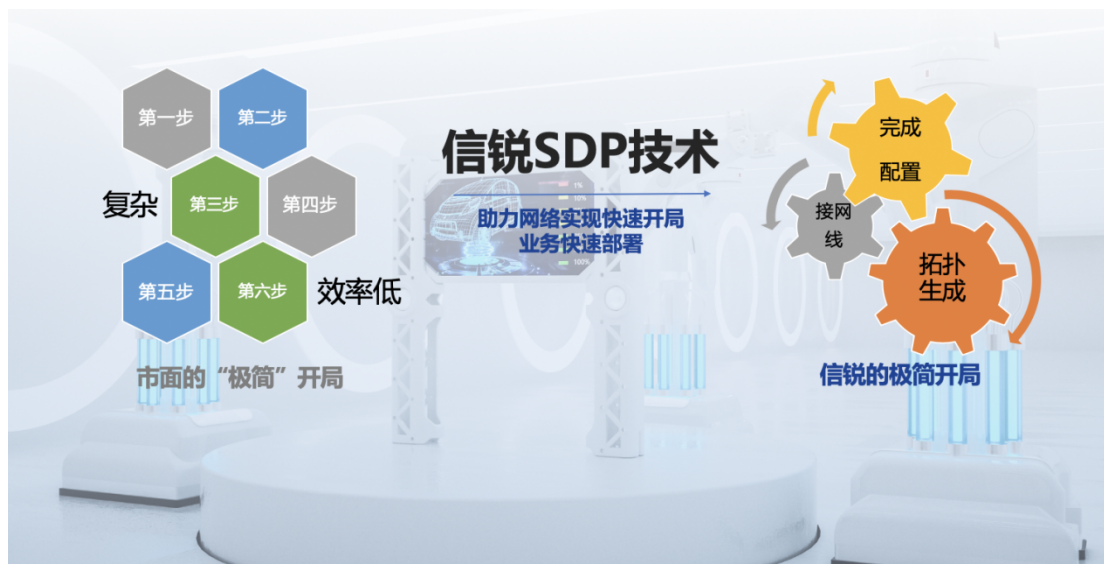 第一步
第二步
复杂
第三步
第四步
第五步
第六步
效率低
市面的“极简”开局
信锐SDP技术
助力网络实现快速开局
业务快速部署
1%
10%
100%
完成
配置
接网
线
拓扑
生成
信锐的极简开局